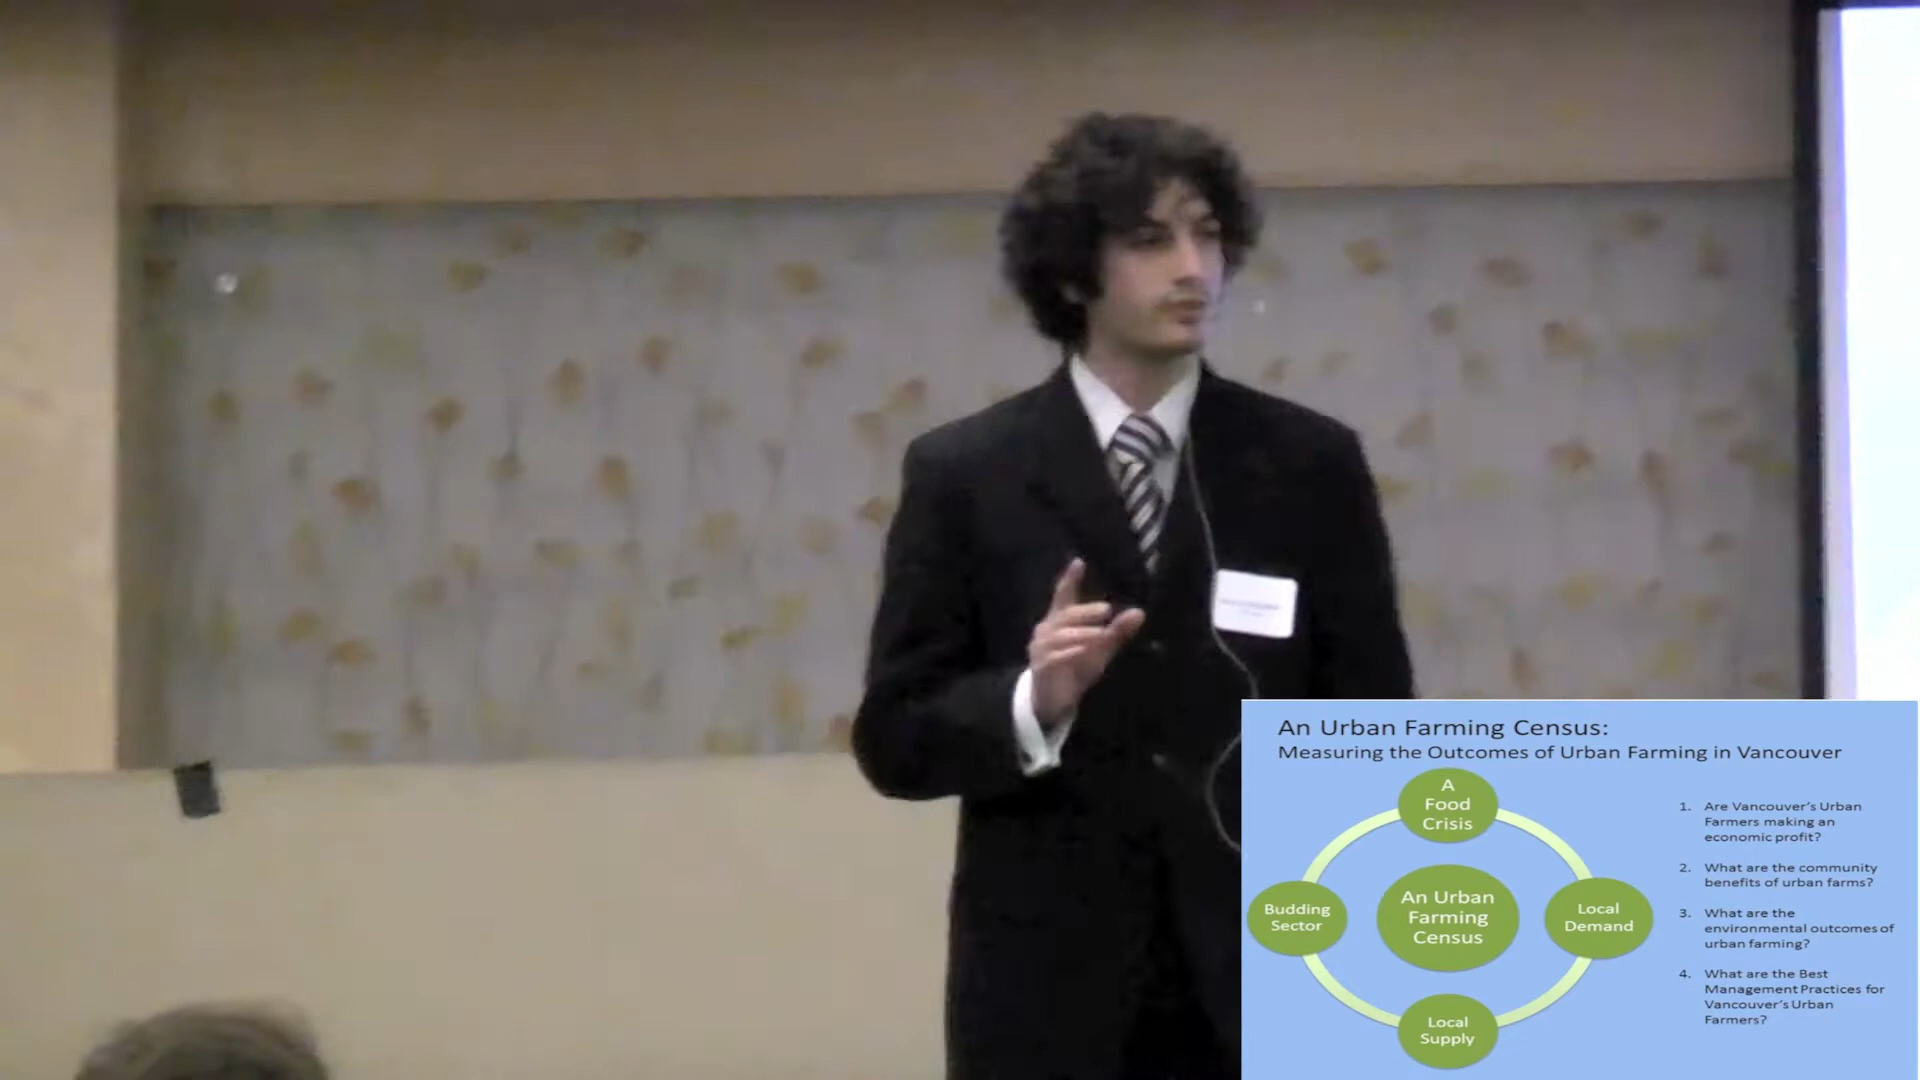 An Urban Farming Census:
Measuring the Outcomes of Urban Farming in Vancouver
A
Food
Crisis
Budding
Sector
An Urban
Farming
Census
Local
Demand
Local
Supply
1. Are Vancouver's Urban
Farmers making an
economic profit?
2. What are the community
benefits of urban farms?
3. What are the
environmental outcomes of
urban farming?
4. What are the Best
Management Practices for
Vancouver's Urban
Farmers?